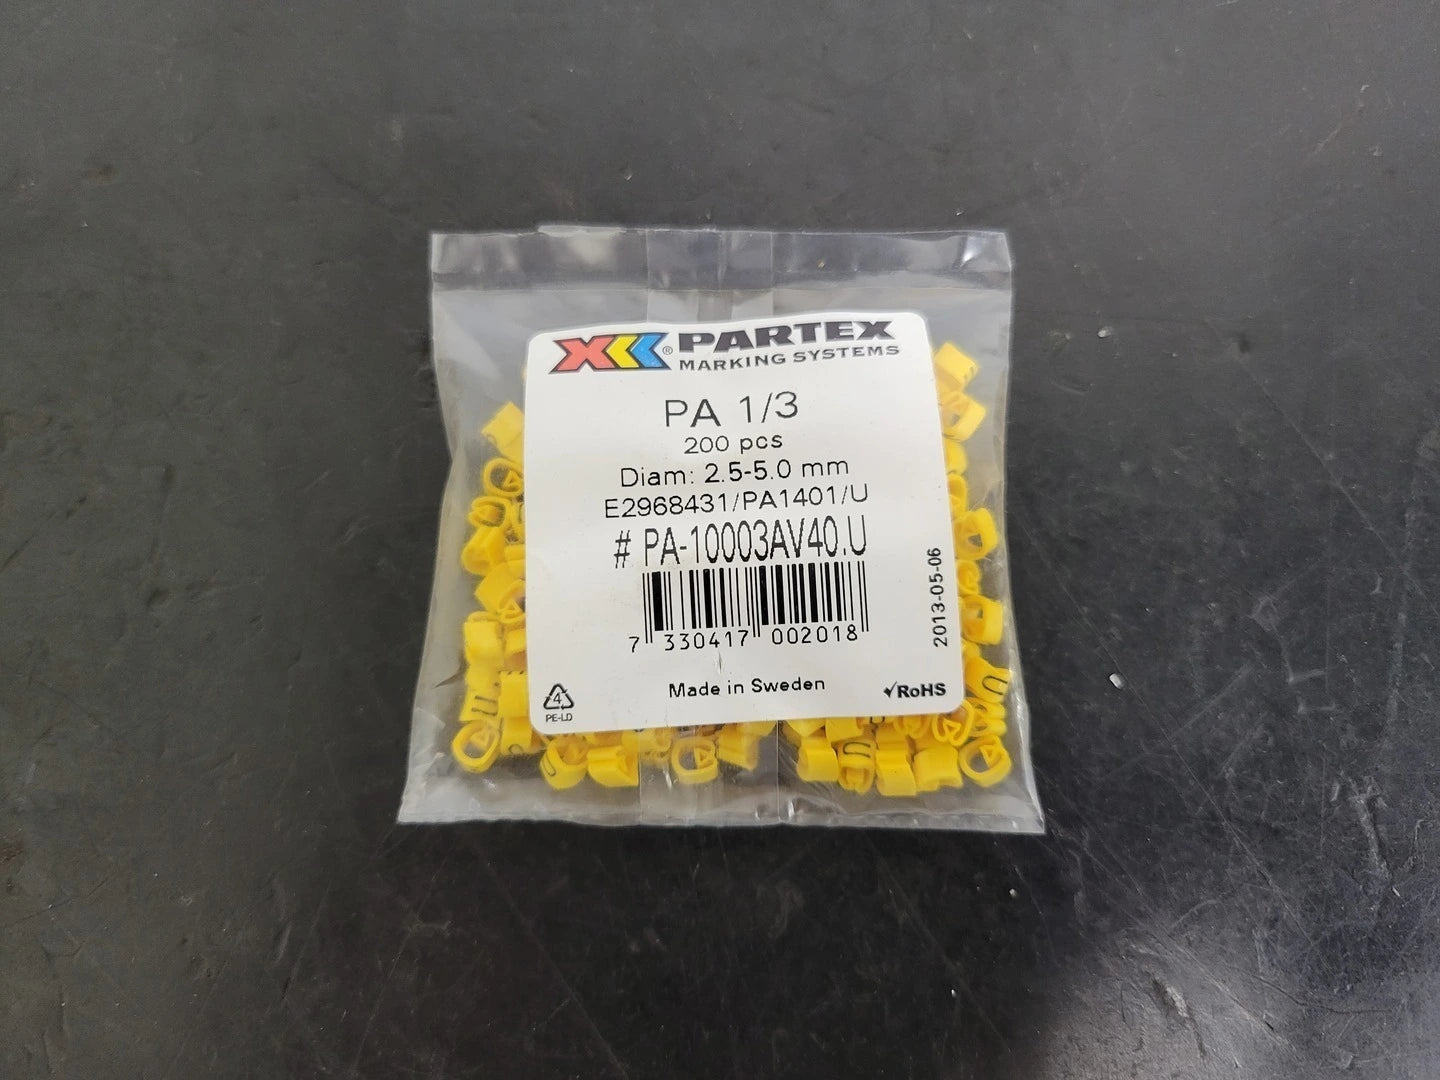 PARTEX
MARKING SYSTEMS
PA 1/3
200 pcs
Diam: 2.5-5.0 mm
E2968431/PA1401/U
# PA-10003AV40.U
7 330417 002018
2013-05-06
Made in Sweden
4
PE-LD
√RoHS
U
U
U